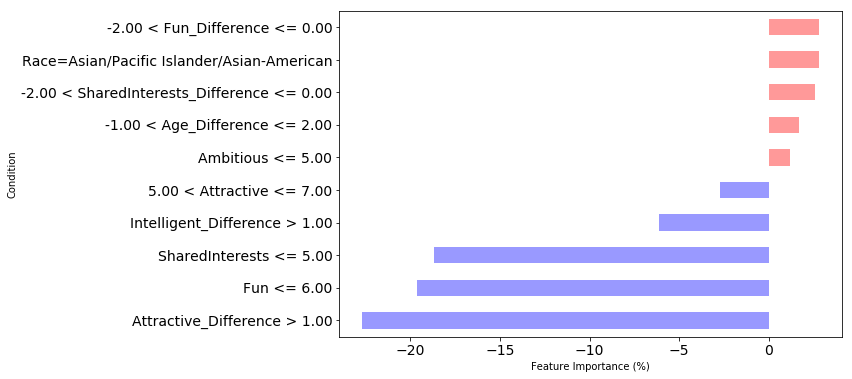 -2.00 < Fun_Difference <= 0.00
Race=Asian/Pacific Islander/Asian-American
-2.00 < SharedInterests_Difference <= 0.00
-1.00 < Age_Difference <= 2.00
Ambitious <= 5.00
5.00 < Attractive <= 7.00
Intelligent_Difference > 1.00
SharedInterests <= 5.00
Fun <= 6.00
Attractive_Difference > 1.00
Condition
−20 −15 −10 −5 0
Feature Importance (%)